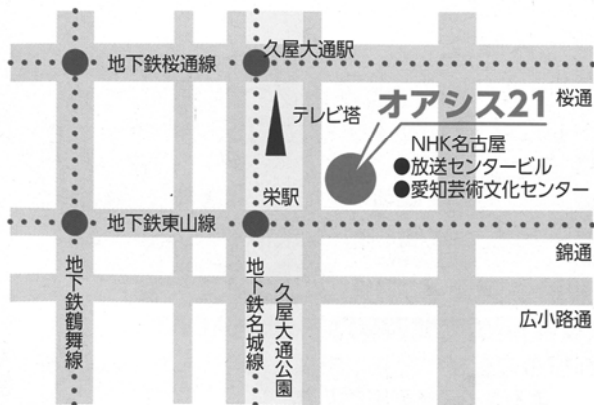 久屋大通駅
地下鉄桜通線
桜通
オアシス21
テレビ塔
NHK名古屋
●放送センタービル
●愛知芸術文化センター
栄駅
地下鉄東山線
錦通
地下鉄鶴舞線
地下鉄名城線
久屋大通公園
広小路通